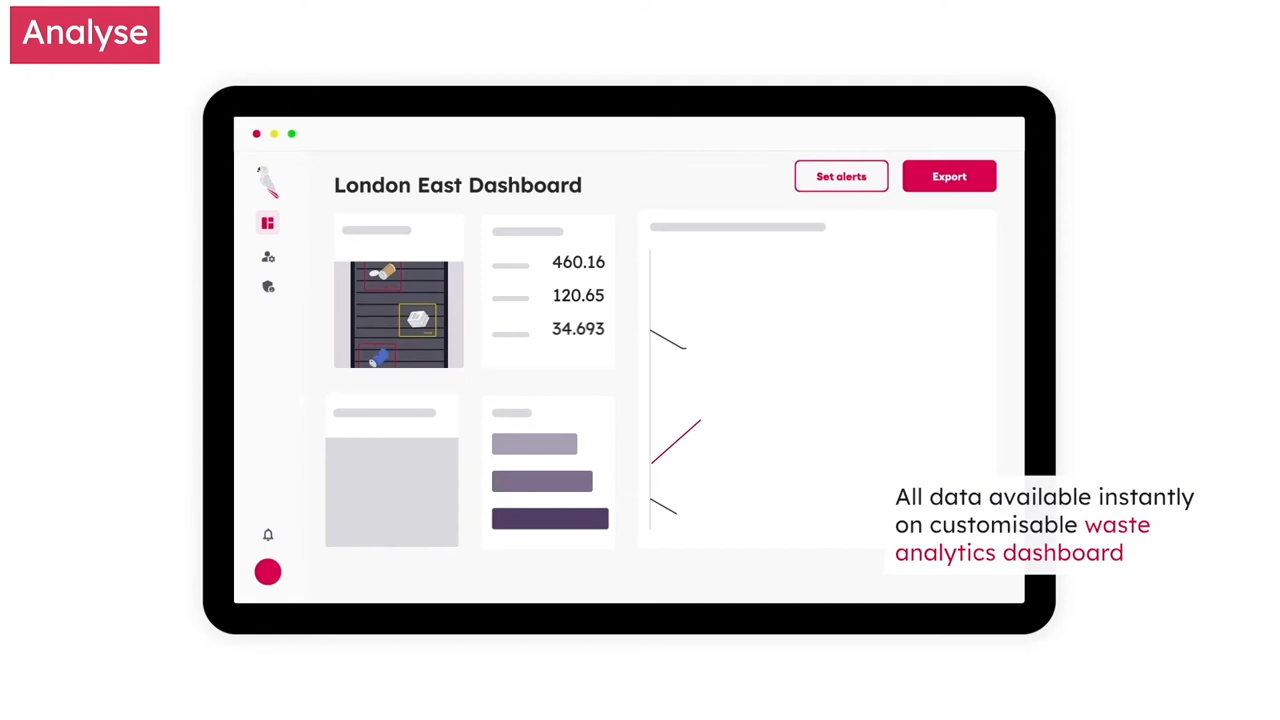 Analyse
London East Dashboard
Set alerts
Export
460.16
120.65
34.693
All data available instantly
on customisable waste
analytics dashboard